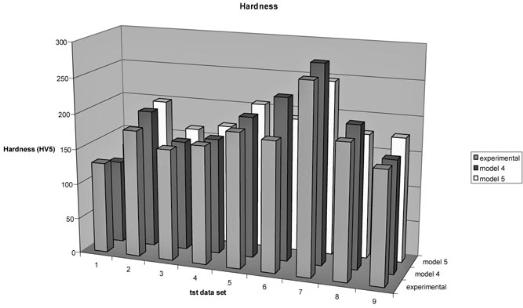 Hardness
300
250
200
150
100
50
0
Hardness (HV5)
1
2
3
4
5
6
7
8
9
tst data set
model 5
model 4
experimental
experimental
model 4
model 5